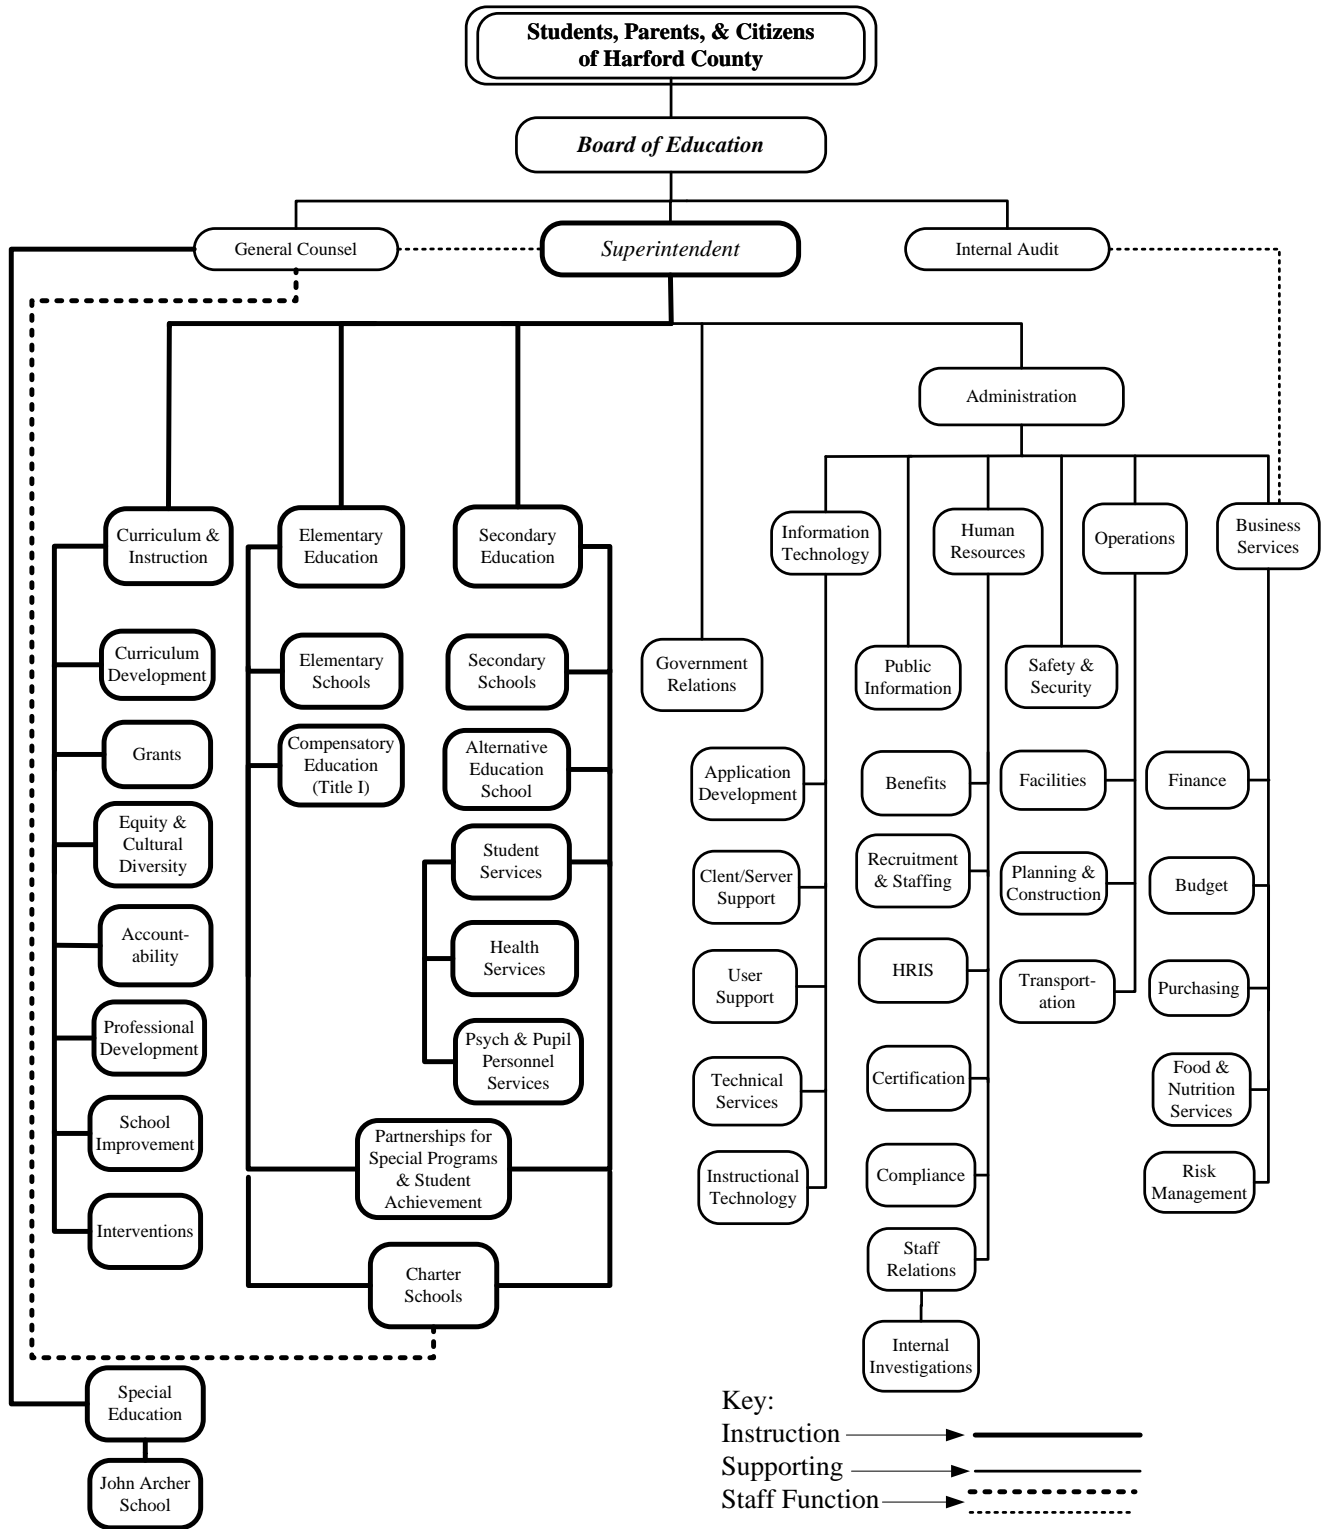 Students, Parents, & Citizens
of Harford County
Board of Education
General Counsel
Superintendent
Internal Audit
Administration
Curriculum &
Instruction
Elementary
Education
Secondary
Education
Information
Technology
Human
Resources
Operations
Business
Services
Curriculum
Development
Elementary
Schools
Secondary
Schools
Government
Relations
Public
Information
Safety &
Security
Grants
Compensatory
Education
(Title I)
Alternative
Education
School
Application
Development
Benefits
Facilities
Finance
Equity &
Cultural
Diversity
Student
Services
Clent/Server
Support
Recruitment
& Staffing
Planning &
Construction
Budget
Account-
ability
Health
Services
User
Support
HRIS
Transport-
ation
Purchasing
Professional
Development
Psych & Pupil
Personnel
Services
Technical
Services
Certification
Food &
Nutrition
Services
School
Improvement
Partnerships for
Special Programs
& Student
Achievement
Instructional
Technology
Compliance
Risk
Management
Interventions
Charter
Schools
Staff
Relations
Internal
Investigations
Special
Education
John Archer
School
Key:
Instruction
Supporting
Staff Function